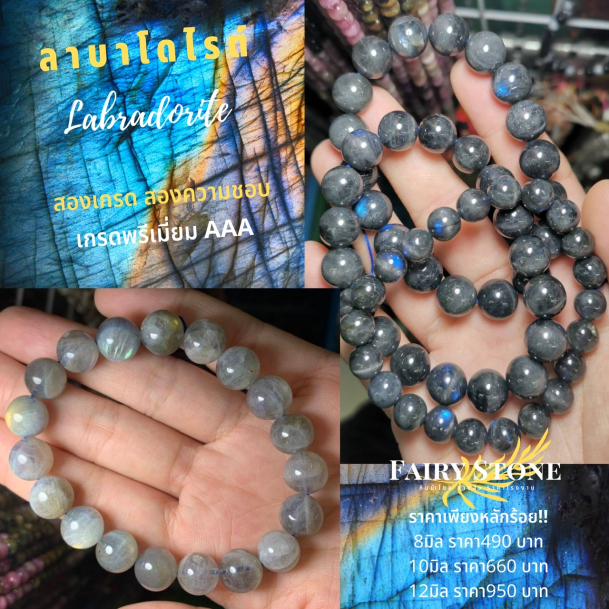 ลาบาโดไรต์
Labradorite
สองเกรด สองความชอบ
เกรดพรีเมี่ยม AAA
FAIRY STONE
ราคาเพียงหลักร้อย!!
8มิล ราคา490 บาท
10มิล ราคา660 บาท
12มิล ราคา950 บาท